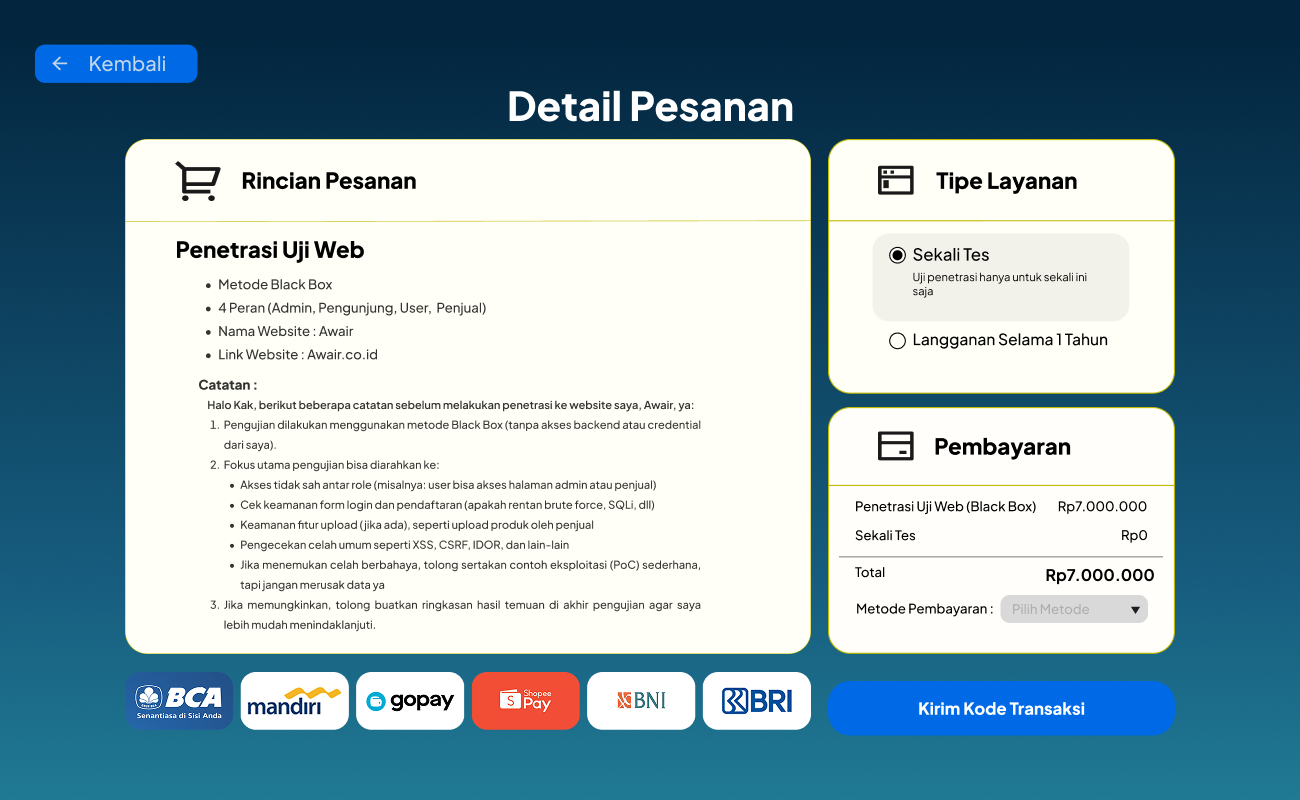 Kembali
Detail Pesanan
Rincian Pesanan
Penetrasi Uji Web
• Metode Black Box
• 4 Peran (Admin, Pengunjung, User, Penjual)
• Nama Website : Awair
• Link Website : Awair.co.id
Catatan :
Halo Kak, berikut beberapa catatan sebelum melakukan penetrasi ke website saya, Awair, ya:
1. Pengujian dilakukan menggunakan metode Black Box (tanpa akses backend atau credential
dari saya).
2. Fokus utama pengujian bisa diarahkan ke:
• Akses tidak sah antar role (misalnya: user bisa akses halaman admin atau penjual)
• Cek keamanan form login dan pendaftaran (apakah rentan brute force, SQLi, dll)
• Keamanan fitur upload (jika ada), seperti upload produk oleh penjual
• Pengecekan celah umum seperti XSS, CSRF, IDOR, dan lain-lain
• Jika menemukan celah berbahaya, tolong sertakan contoh eksploitasi (PoC) sederhana,
tapi jangan merusak data ya
3. Jika memungkinkan, tolong buatkan ringkasan hasil temuan di akhir pengujian agar saya
lebih mudah menindaklanjuti.
Tipe Layanan
Sekali Tes
Uji penetrasi hanya untuk sekali ini
saja
Langganan Selama 1 Tahun
Pembayaran
Penetrasi Uji Web (Black Box) Rp7.000.000
Sekali Tes Rp0
Total Rp7.000.000
Metode Pembayaran : Pilih Metode
BCA
Senantiasa di Sisi Anda
mandiri
gopay
Shopee
Pay
BNI
BRI
Kirim Kode Transaksi